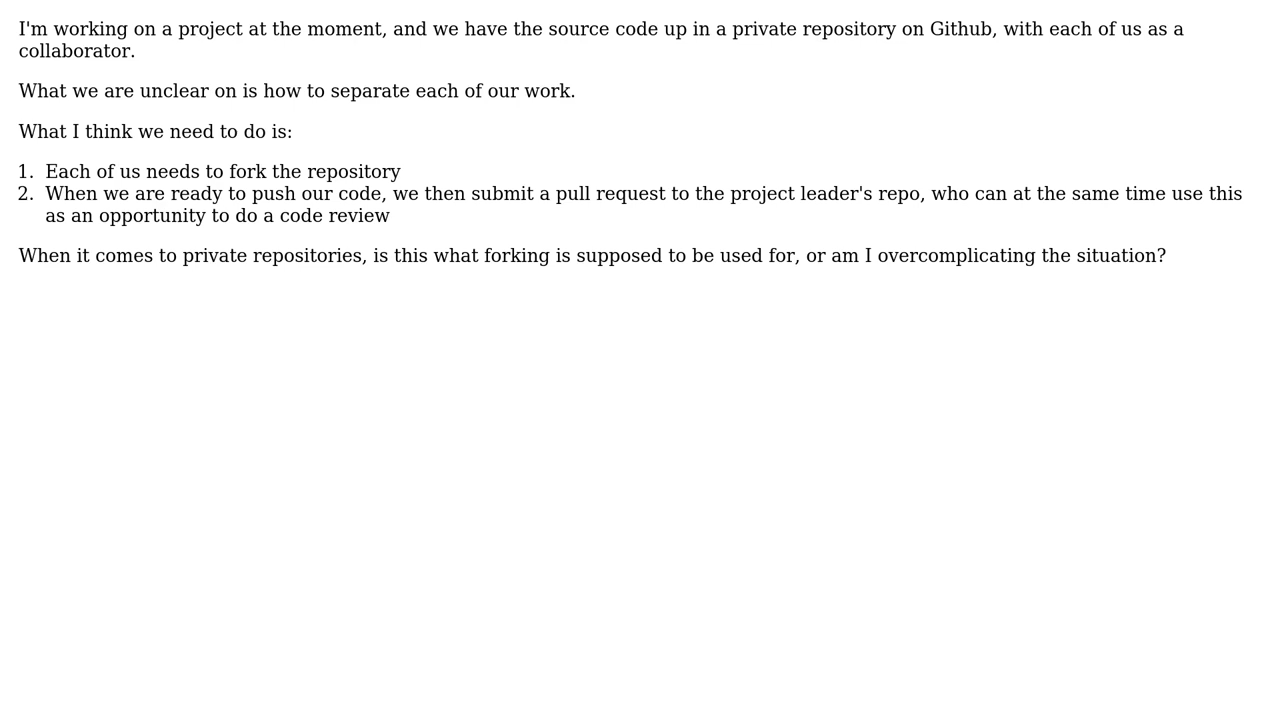 I'm working on a project at the moment, and we have the source code up in a private repository on Github, with each of us as a
collaborator.
What we are unclear on is how to separate each of our work.
What I think we need to do is:
1. Each of us needs to fork the repository
2. When we are ready to push our code, we then submit a pull request to the project leader's repo, who can at the same time use this
as an opportunity to do a code review
When it comes to private repositories, is this what forking is supposed to be used for, or am I overcomplicating the situation?